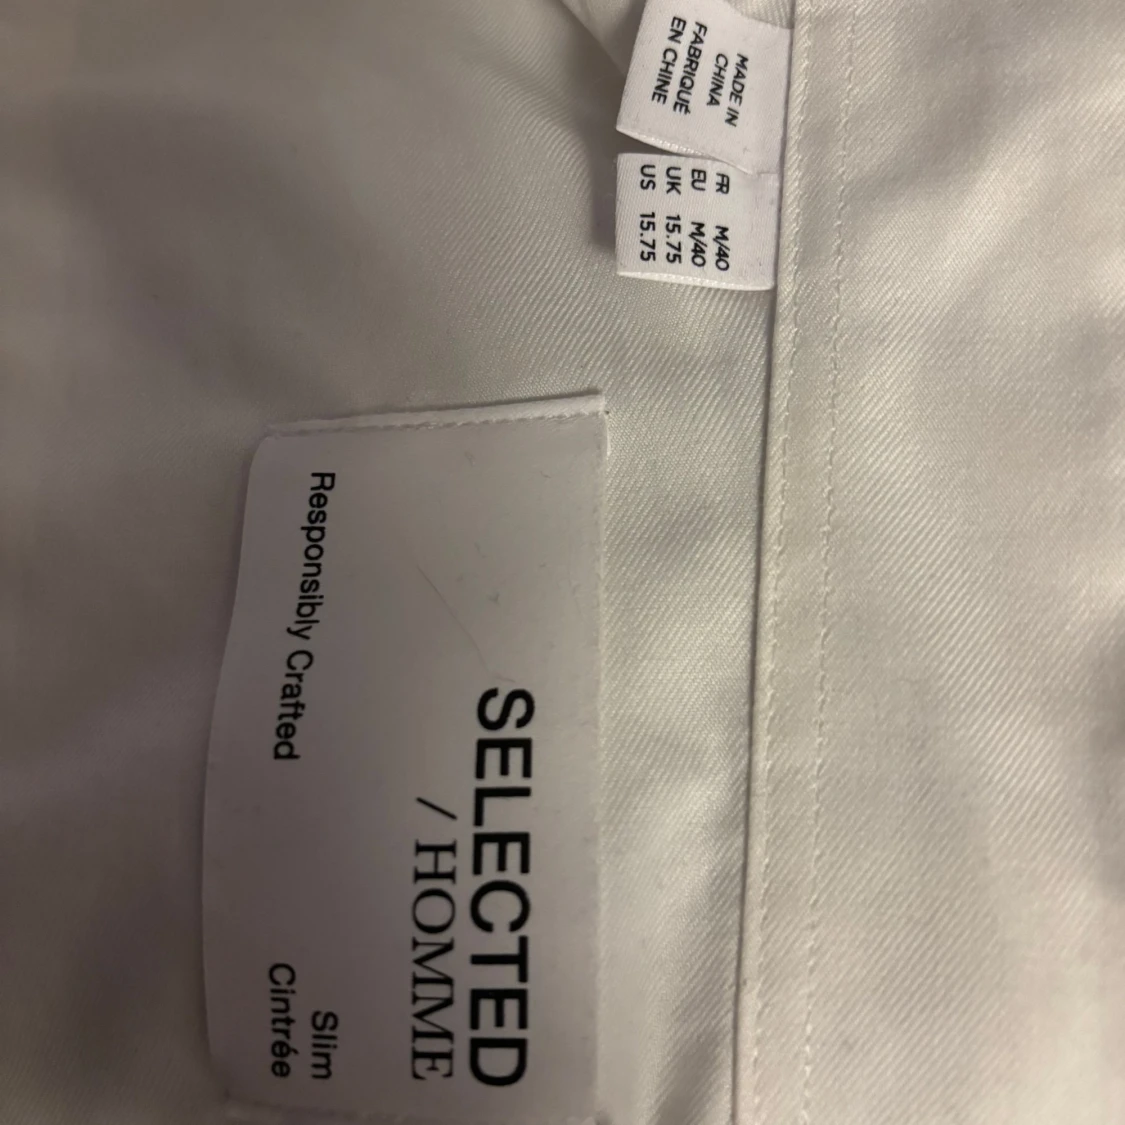 MADE IN
CHINA
FABRIQUÉ
EN CHINE
FR M/40
EU M/40
UK 15.75
US 15.75
SELECTED
/ HOMME
Slim
Cintrée
Responsibly Crafted